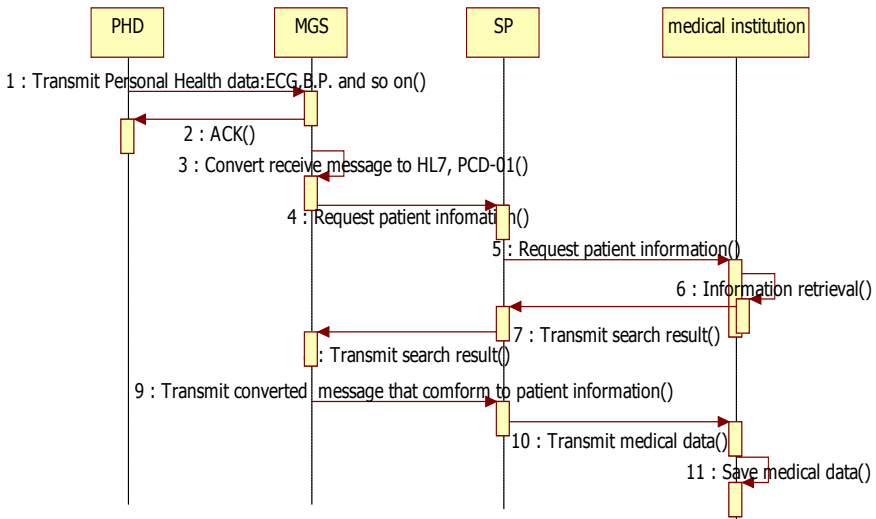 PHD
MGS
SP
medical institution
1 : Transmit Personal Health data:ECG,B.P. and so on()
2 : ACK()
3 : Convert receive message to HL7, PCD-01()
4 : Request patient infomation()
5 : Request patient information()
6 : Information retrieval()
7 : Transmit search result()
: Transmit search result()
9 : Transmit converted message that comform to patient information()
10 : Transmit medical data()
11 : Save medical data()